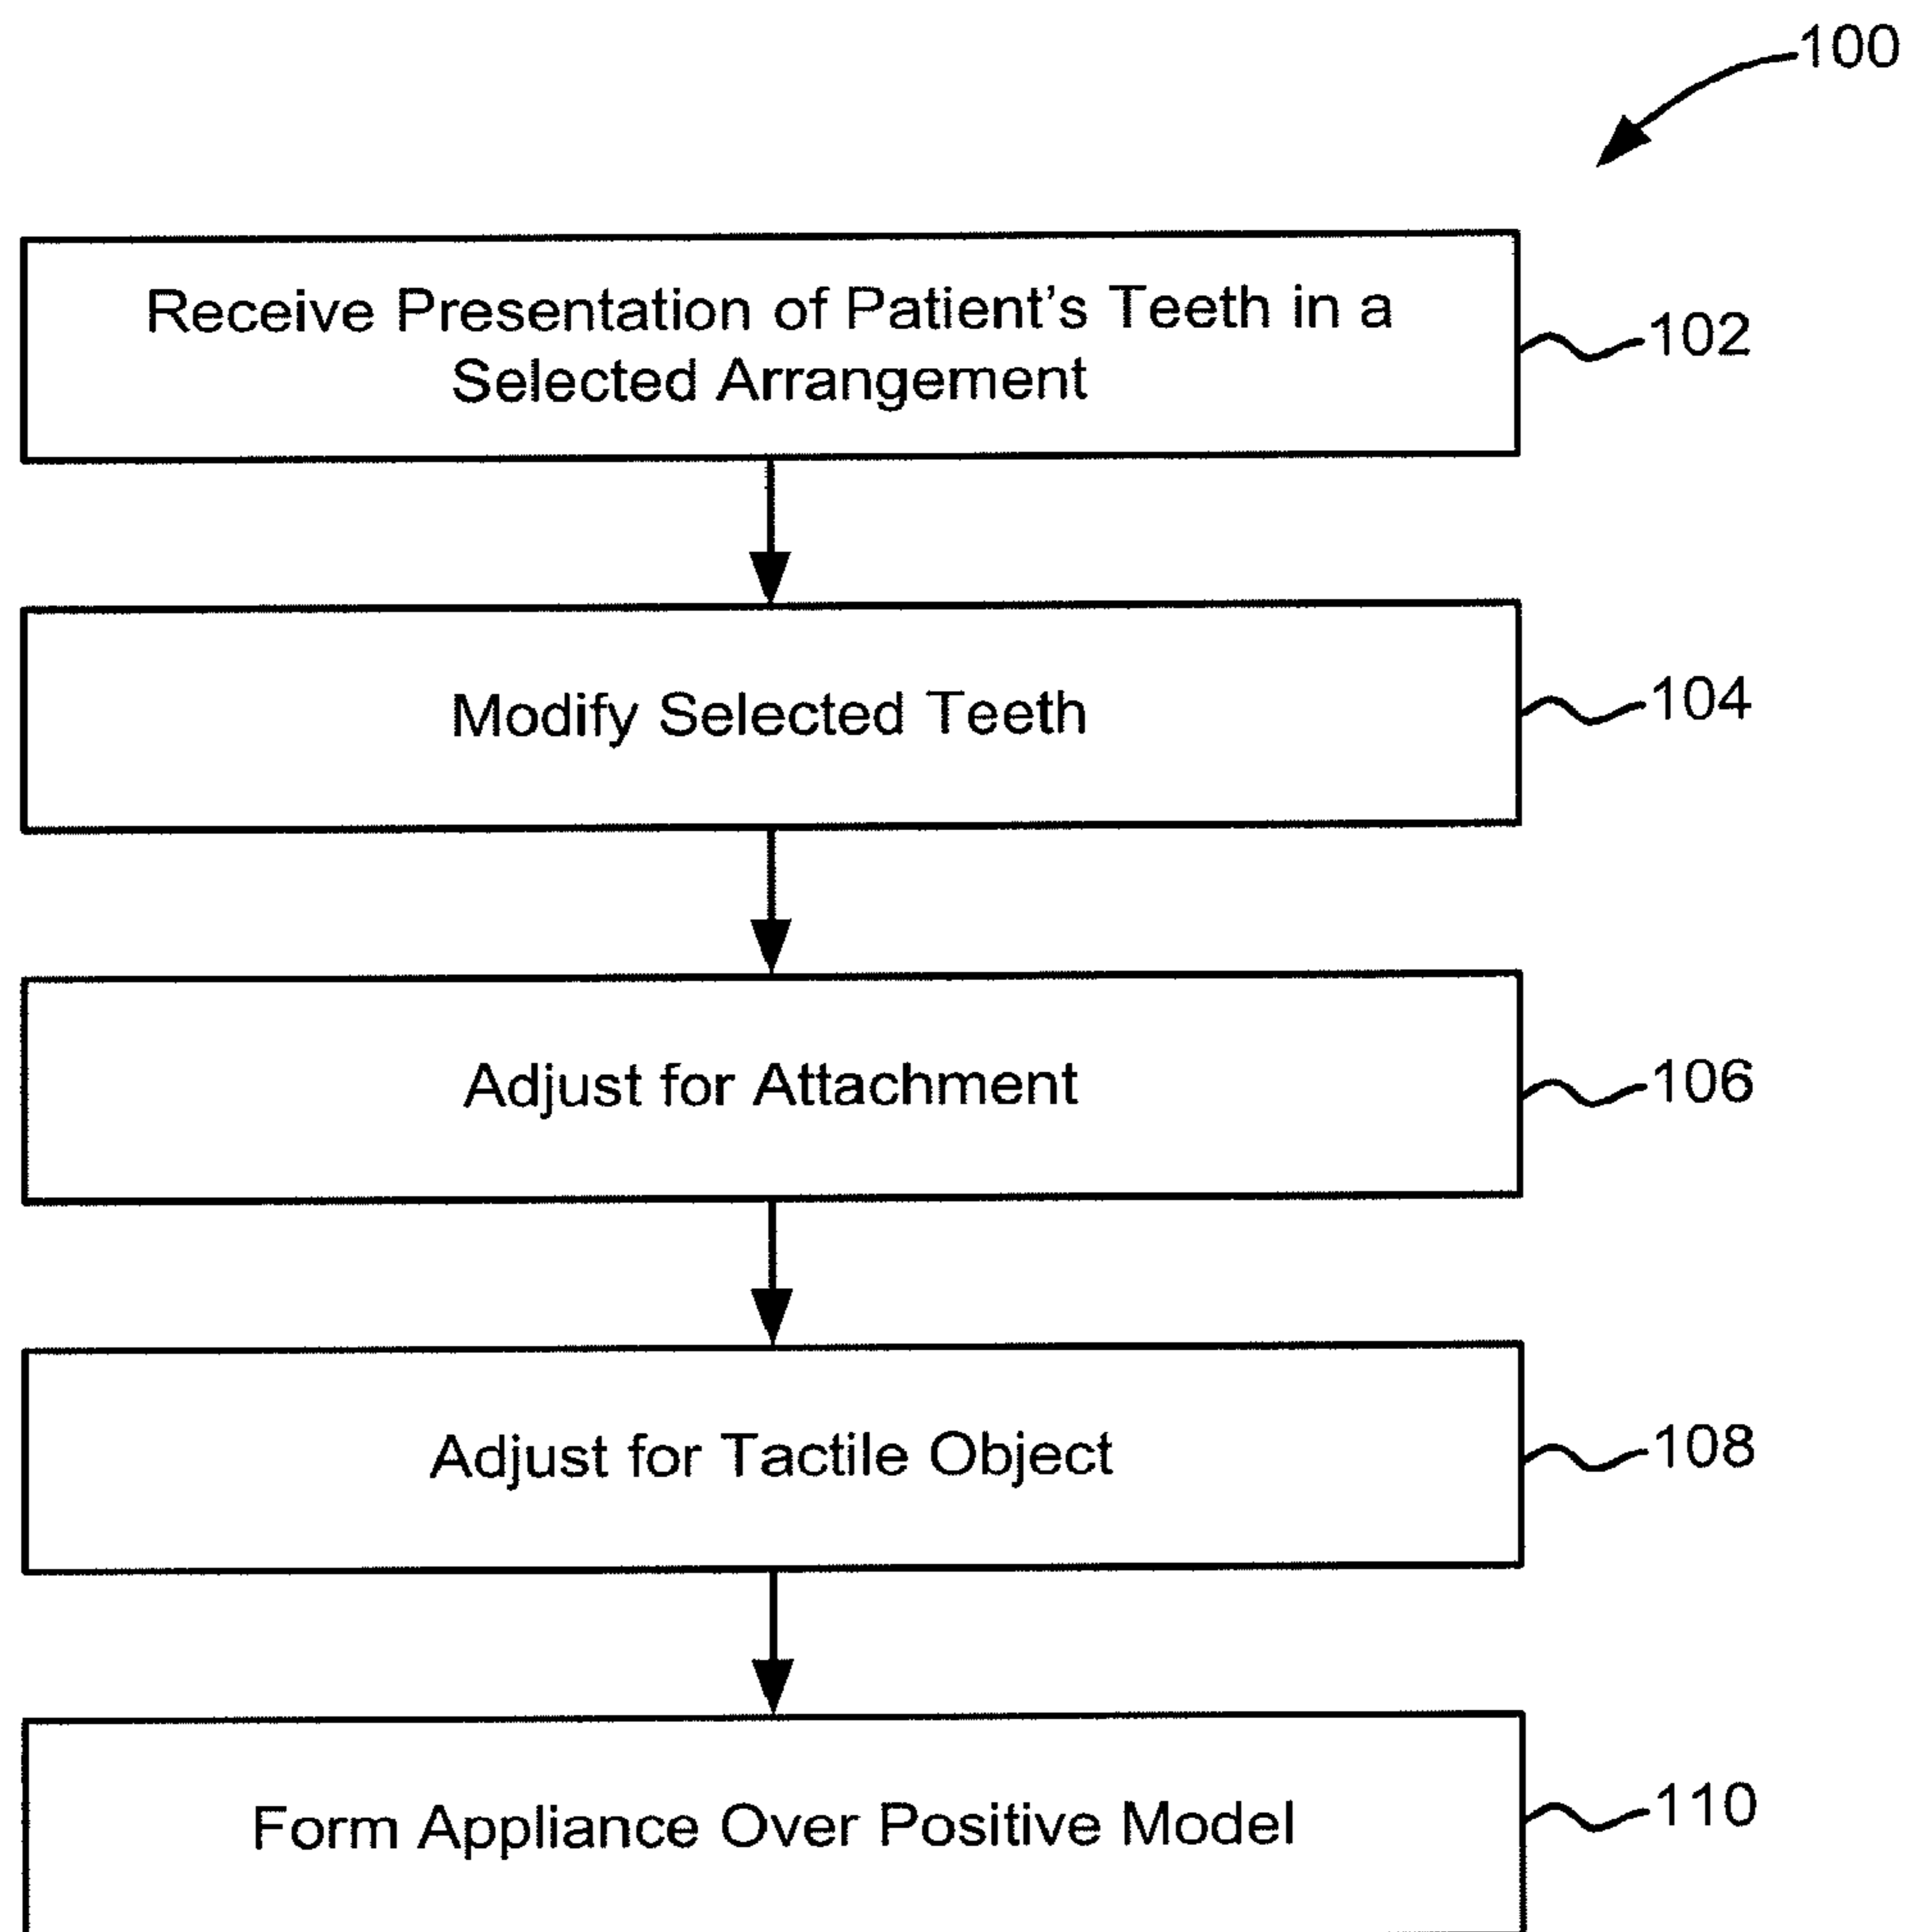 100
Receive Presentation of Patient's Teeth in a
Selected Arrangement
102
Modify Selected Teeth
104
Adjust for Attachment
106
Adjust for Tactile Object
108
Form Appliance Over Positive Model
110